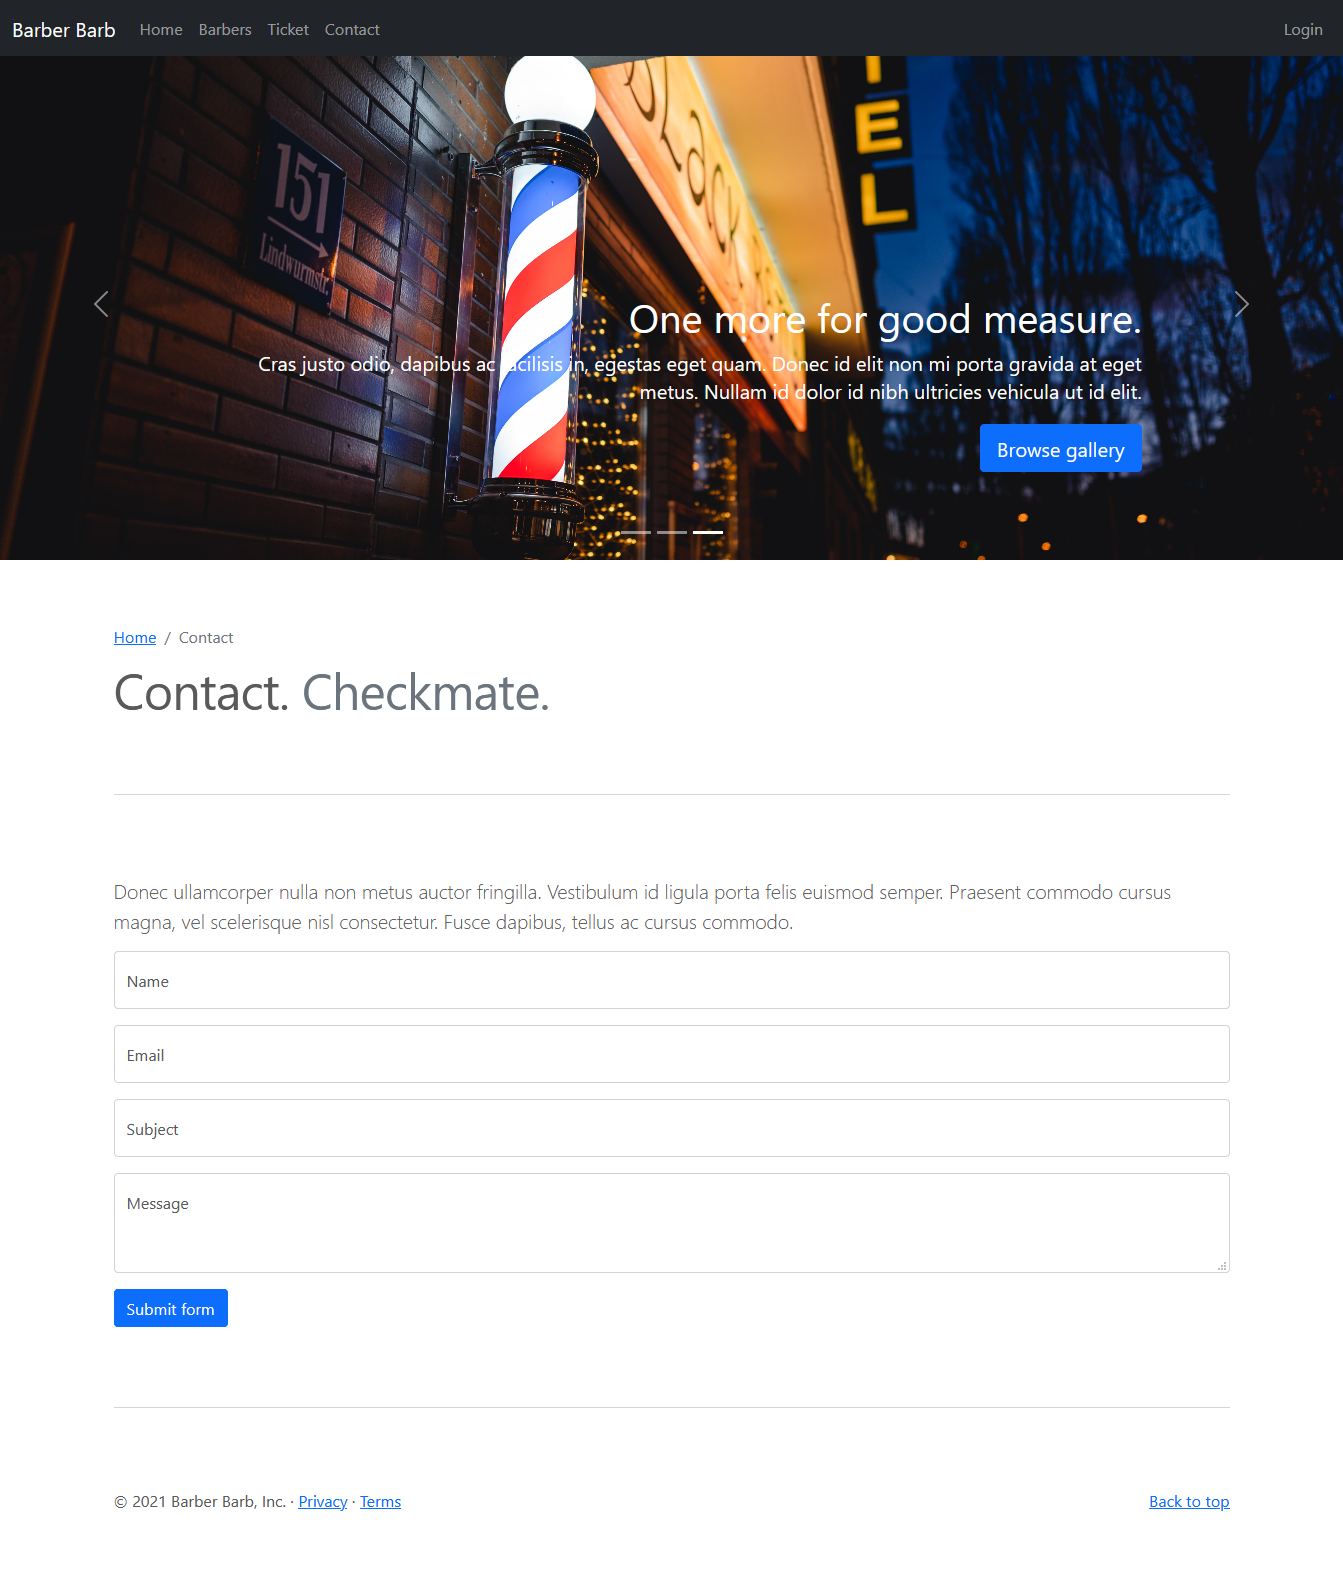 Barber Barb Home Barbers Ticket Contact Login
151
Lindwurmstr.
Black
EL
One more for good measure.
Cras justo odio, dapibus ac facilisis in, egestas eget quam. Donec id elit non mi porta gravida at eget
metus. Nullam id dolor id nibh ultricies vehicula ut id elit.
Browse gallery
Home / Contact
Contact. Checkmate.
Donec ullamcorper nulla non metus auctor fringilla. Vestibulum id ligula porta felis euismod semper. Praesent commodo cursus
magna, vel scelerisque nisl consectetur. Fusce dapibus, tellus ac cursus commodo.
Name
Email
Subject
Message
Submit form
© 2021 Barber Barb, Inc. · Privacy · Terms Back to top